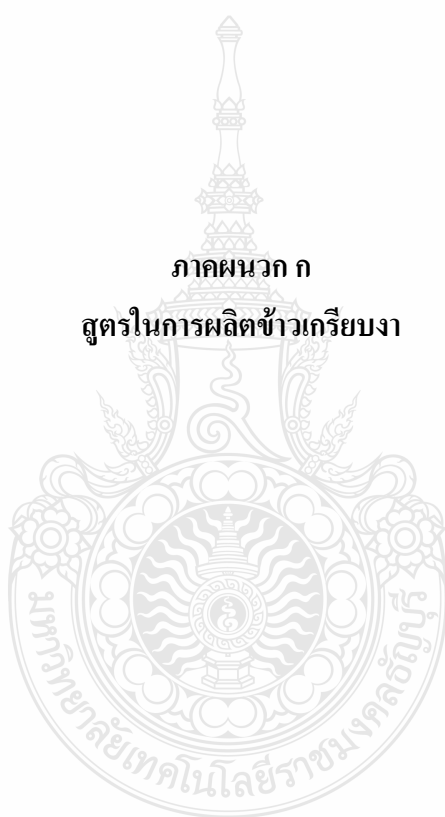 ภาคผนวก ก
สูตรในการผลิตข้าวเกรียบงา
มหาวิทยาลัยเทคโนโลยีราชมงคลธัญบุรี